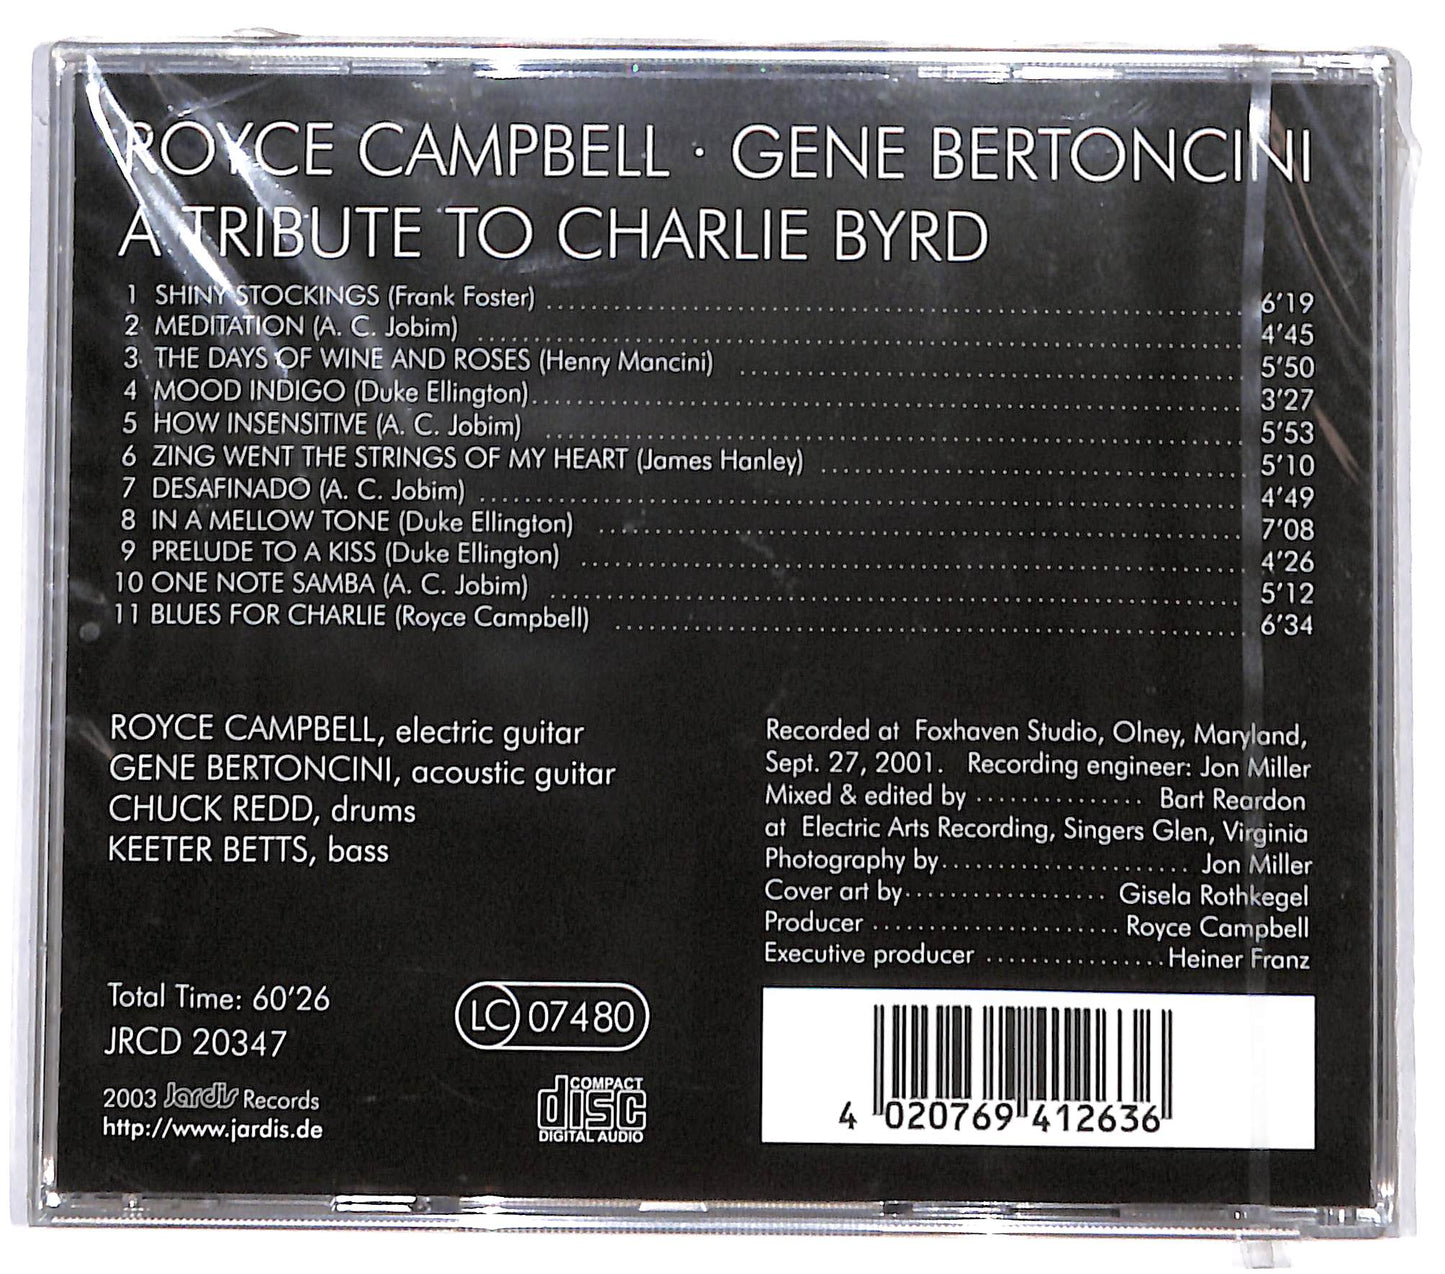 ROYCE CAMPBELL · GENE BERTONCINI
A TRIBUTE TO CHARLIE BYRD
1 SHINY STOCKINGS (Frank Foster) 6'19
2 MEDITATION (A. C. Jobim) 4'45
3 THE DAYS OF WINE AND ROSES (Henry Mancini) 5'50
4 MOOD INDIGO (Duke Ellington) 3'27
5 HOW INSENSITIVE (A. C. Jobim) 5'53
6 ZING WENT THE STRINGS OF MY HEART (James Hanley) 5'10
7 DESAFINADO (A. C. Jobim) 4'49
8 IN A MELLOW TONE (Duke Ellington) 7'08
9 PRELUDE TO A KISS (Duke Ellington) 4'26
10 ONE NOTE SAMBA (A. C. Jobim) 5'12
11 BLUES FOR CHARLIE (Royce Campbell) 6'34
ROYCE CAMPBELL, electric guitar
GENE BERTONCINI, acoustic guitar
CHUCK REDD, drums
KEETER BETTS, bass
Recorded at Foxhaven Studio, Olney, Maryland,
Sept. 27, 2001. Recording engineer: Jon Miller
Mixed & edited by Bart Reardon
at Electric Arts Recording, Singers Glen, Virginia
Photography by Jon Miller
Cover art by Gisela Rothkegel
Producer Royce Campbell
Executive producer Heiner Franz
Total Time: 60'26
JRCD 20347
2003 Jardis Records
http://www.jardis.de
LC 07480
COMPACT
disc
DIGITAL AUDIO
4 020769 412636